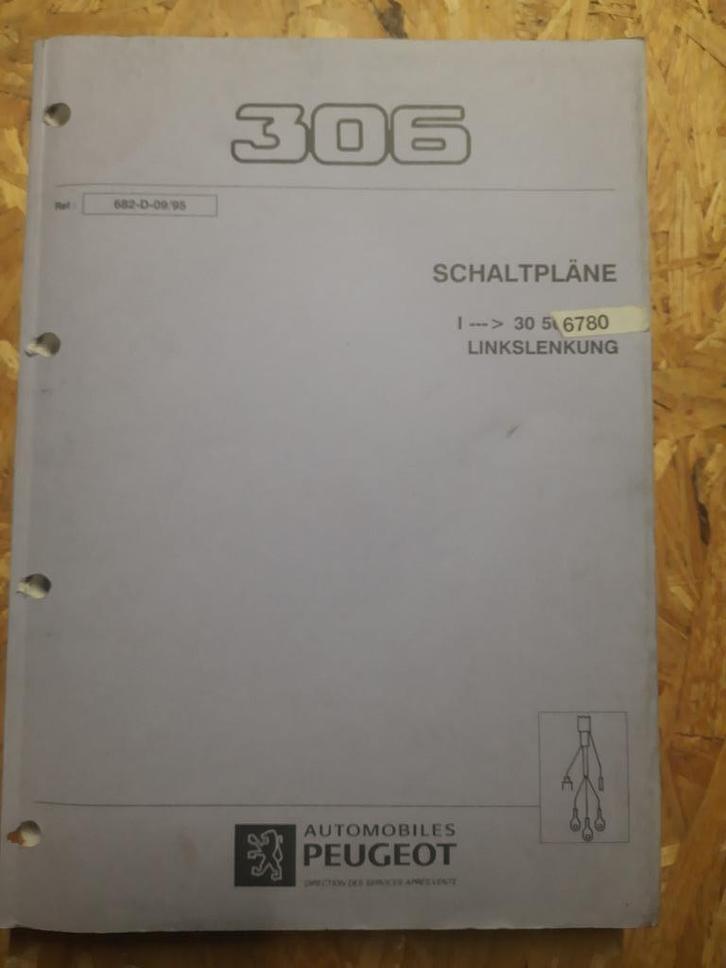 306
Ref : 682-D-09/95
SCHALTPLÄNE
I ---> 30 5 6780
LINKSLENKUNG
AUTOMOBILES
PEUGEOT
DIRECTION DES SERVICES APRES VENTE